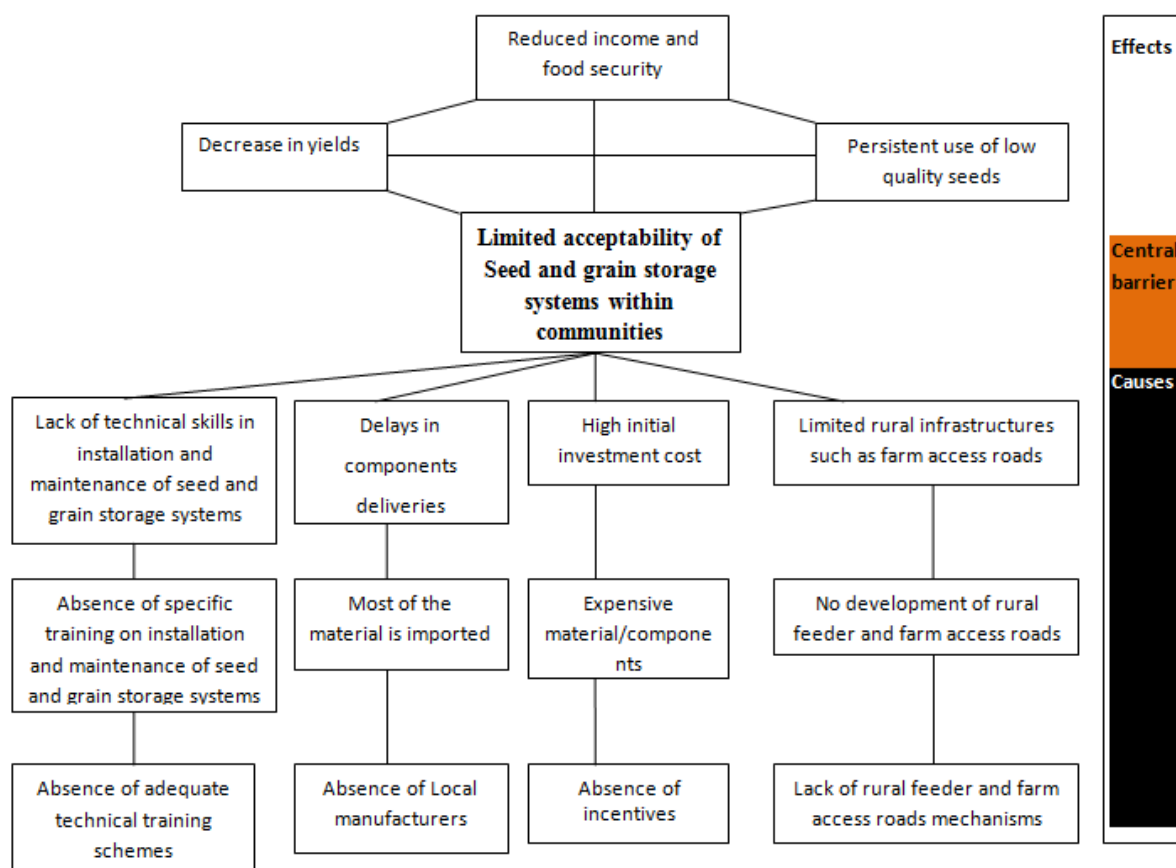 Reduced income and
food security
Effects
Decrease in yields
Persistent use of low
quality seeds
Limited acceptability of
Seed and grain storage
systems within
communities
Central
barrier
Causes
Lack of technical skills in
installation and
maintenance of seed and
grain storage systems
Delays in
components
deliveries
High initial
investment cost
Limited rural infrastructures
such as farm access roads
Absence of specific
training on installation
and maintenance of seed
and grain storage systems
Most of the
material is imported
Expensive
material/compone
nts
No development of rural
feeder and farm access roads
Absence of adequate
technical training
schemes
Absence of Local
manufacturers
Absence of
incentives
Lack of rural feeder and farm
access roads mechanisms